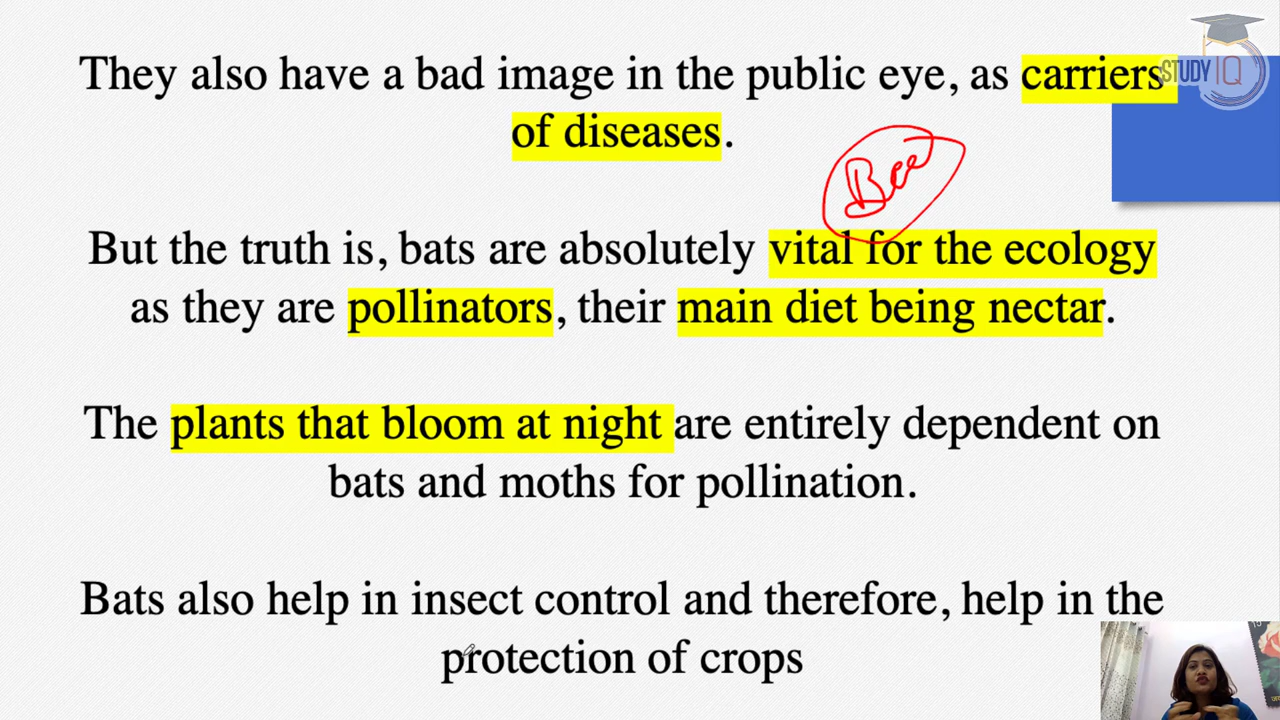 STUDY IQ
They also have a bad image in the public eye, as carriers
of diseases.
Bee
But the truth is, bats are absolutely vital for the ecology
as they are pollinators, their main diet being nectar.
The plants that bloom at night are entirely dependent on
bats and moths for pollination.
Bats also help in insect control and therefore, help in the
protection of crops